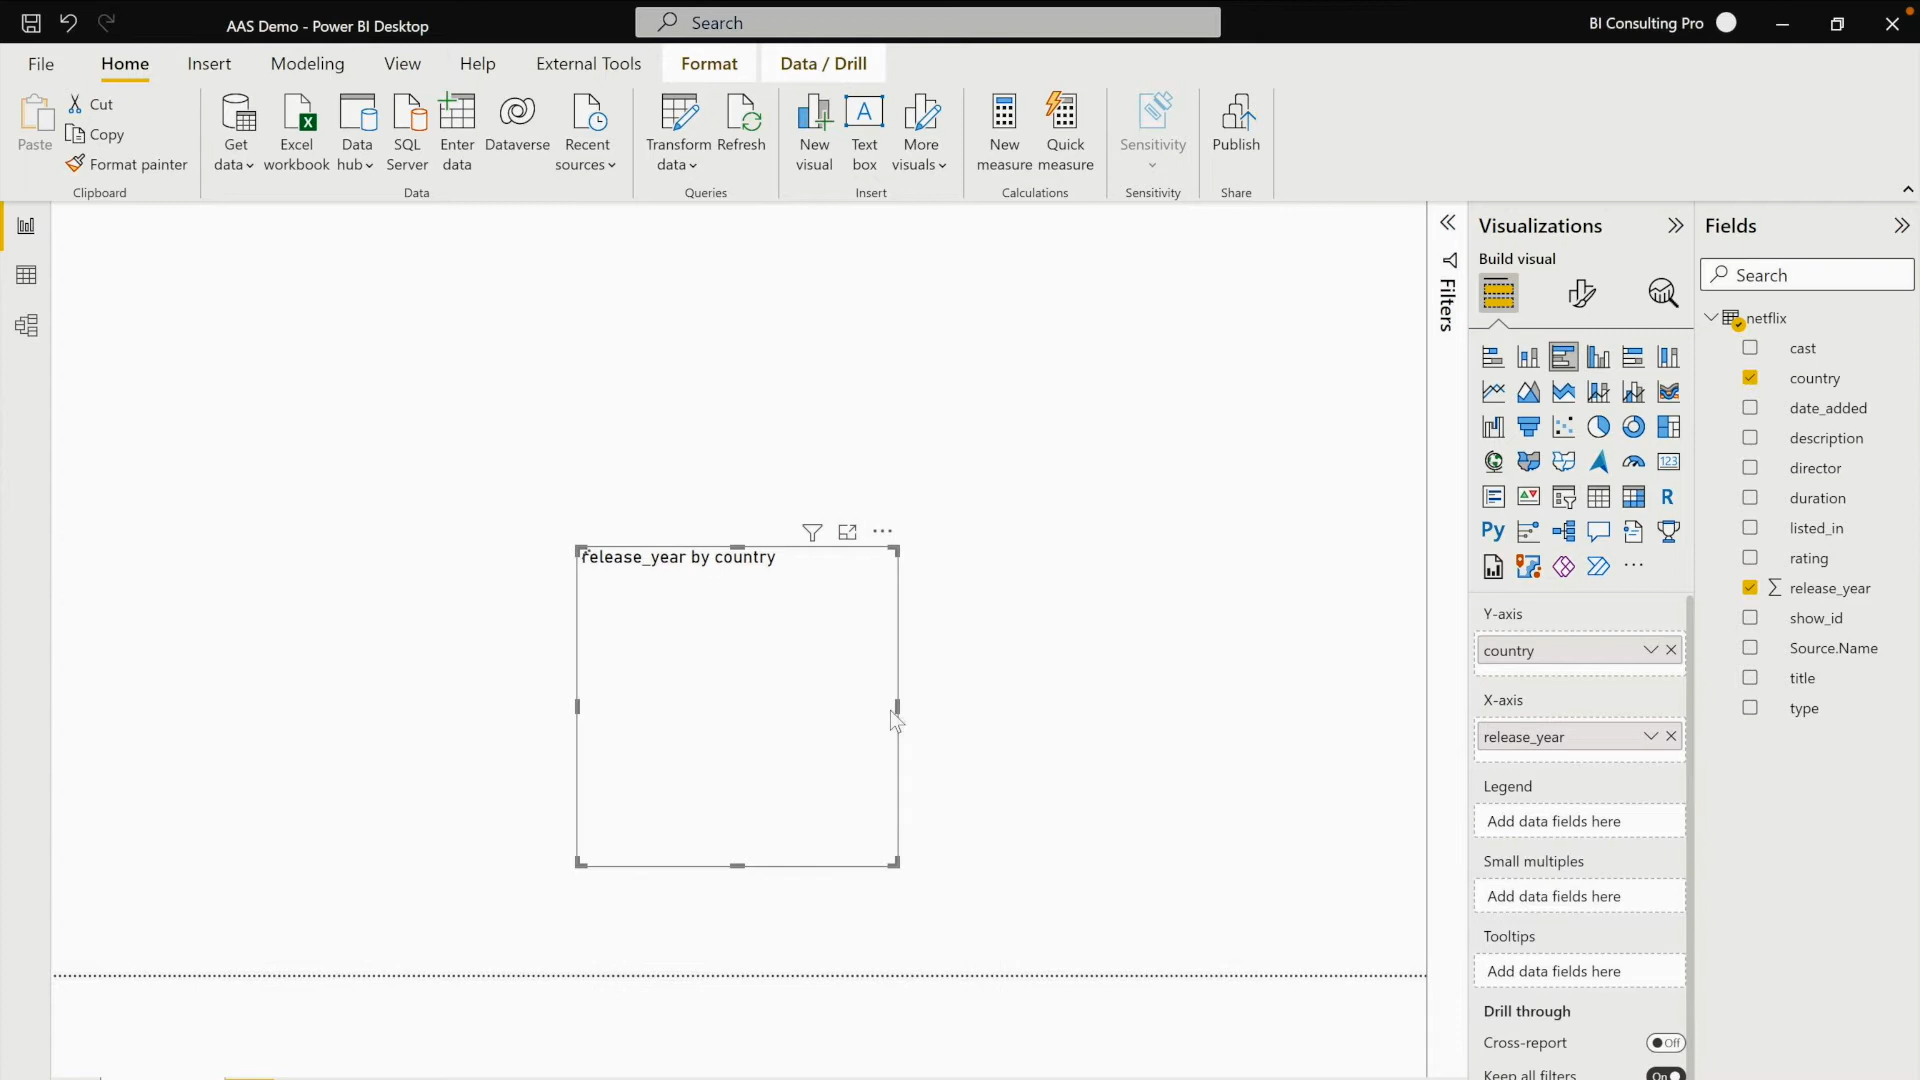 AAS Demo - Power BI Desktop
Search
BI Consulting Pro
File
Home
Insert
Modeling
View
Help
External Tools
Format
Data / Drill
Paste
Cut
Copy
Format painter
Clipboard
Get
data
Excel
workbook
Data
hub
SQL
Server
Enter
data
Dataverse
Recent
sources
Data
Transform
data
Refresh
Queries
New
visual
A
Text
box
More
visuals
Insert
New
measure
Quick
measure
Calculations
Sensitivity
Sensitivity
Publish
Share
release_year by country
Filters
Visualizations
Build visual
123
R
Py
Y-axis
country
X-axis
release_year
Legend
Add data fields here
Small multiples
Add data fields here
Tooltips
Add data fields here
Drill through
Cross-report
Off
Keep all filters
On
Fields
Search
netflix
cast
country
date_added
description
director
duration
listed_in
rating
release_year
show_id
Source.Name
title
type